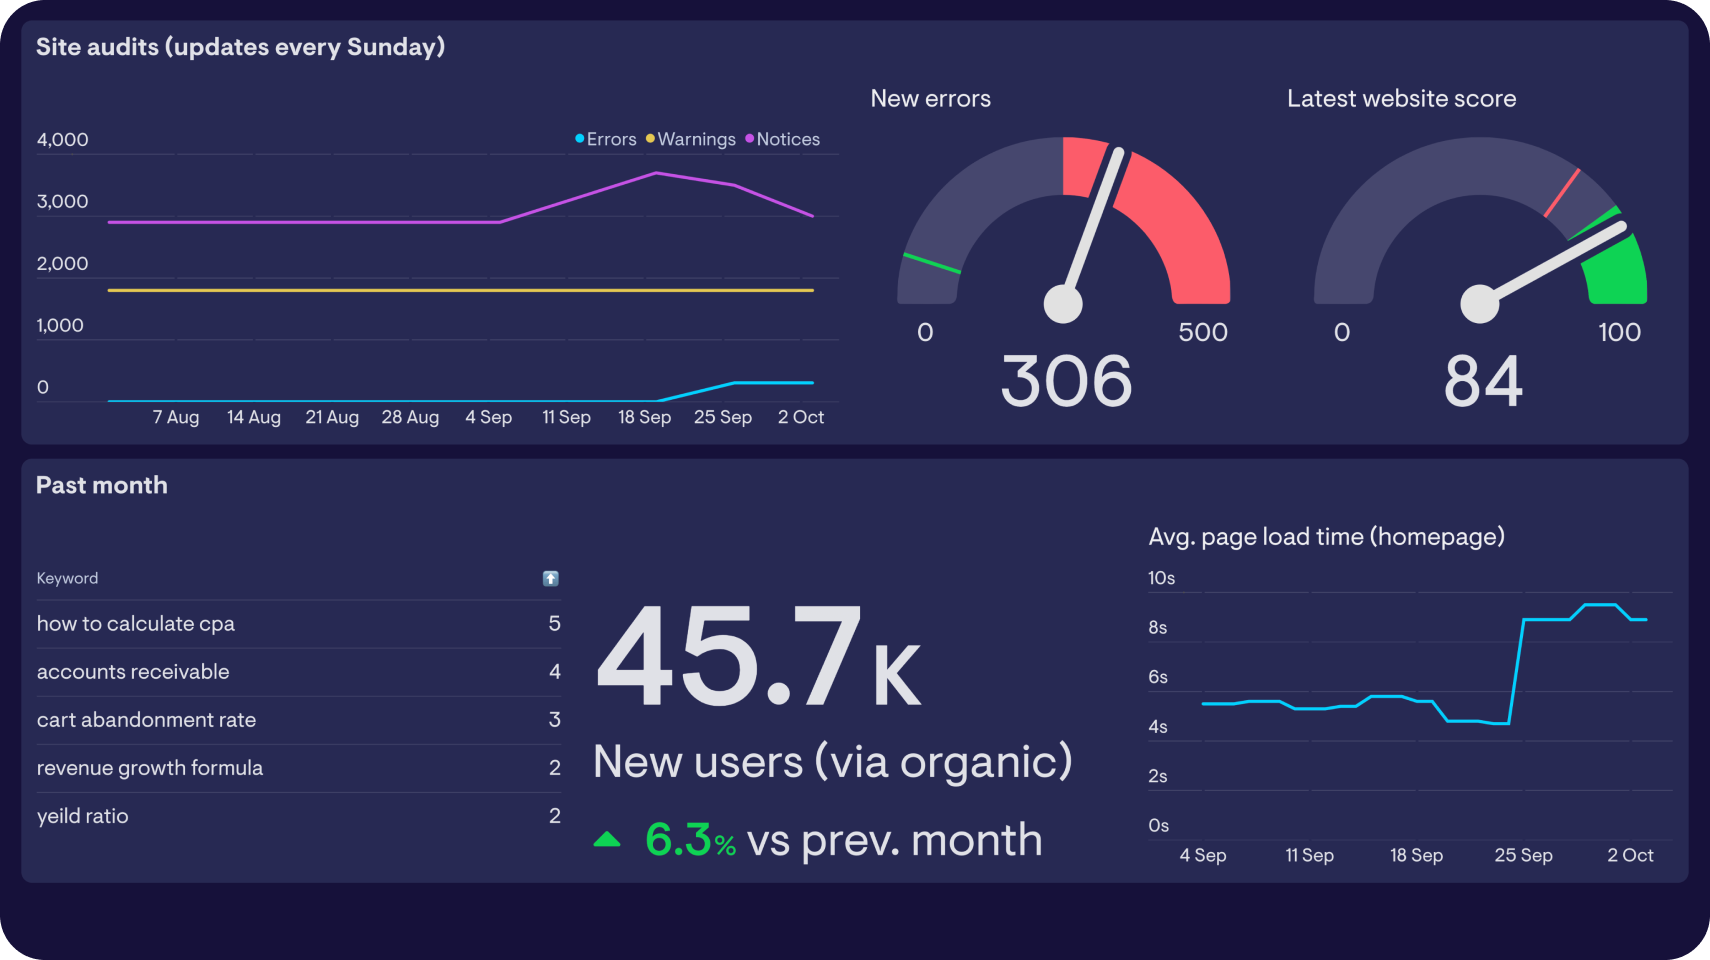 Site audits (updates every Sunday)
New errors
Latest website score
Errors Warnings Notices
4,000
3,000
2,000
1,000
0
7 Aug 14 Aug 21 Aug 28 Aug 4 Sep 11 Sep 18 Sep 25 Sep 2 Oct
0 500
306
0 100
84
Past month
Keyword
how to calculate cpa 5
accounts receivable 4
cart abandonment rate 3
revenue growth formula 2
yeild ratio 2
45.7K
New users (via organic)
6.3% vs prev. month
Avg. page load time (homepage)
10s
8s
6s
4s
2s
0s
4 Sep 11 Sep 18 Sep 25 Sep 2 Oct